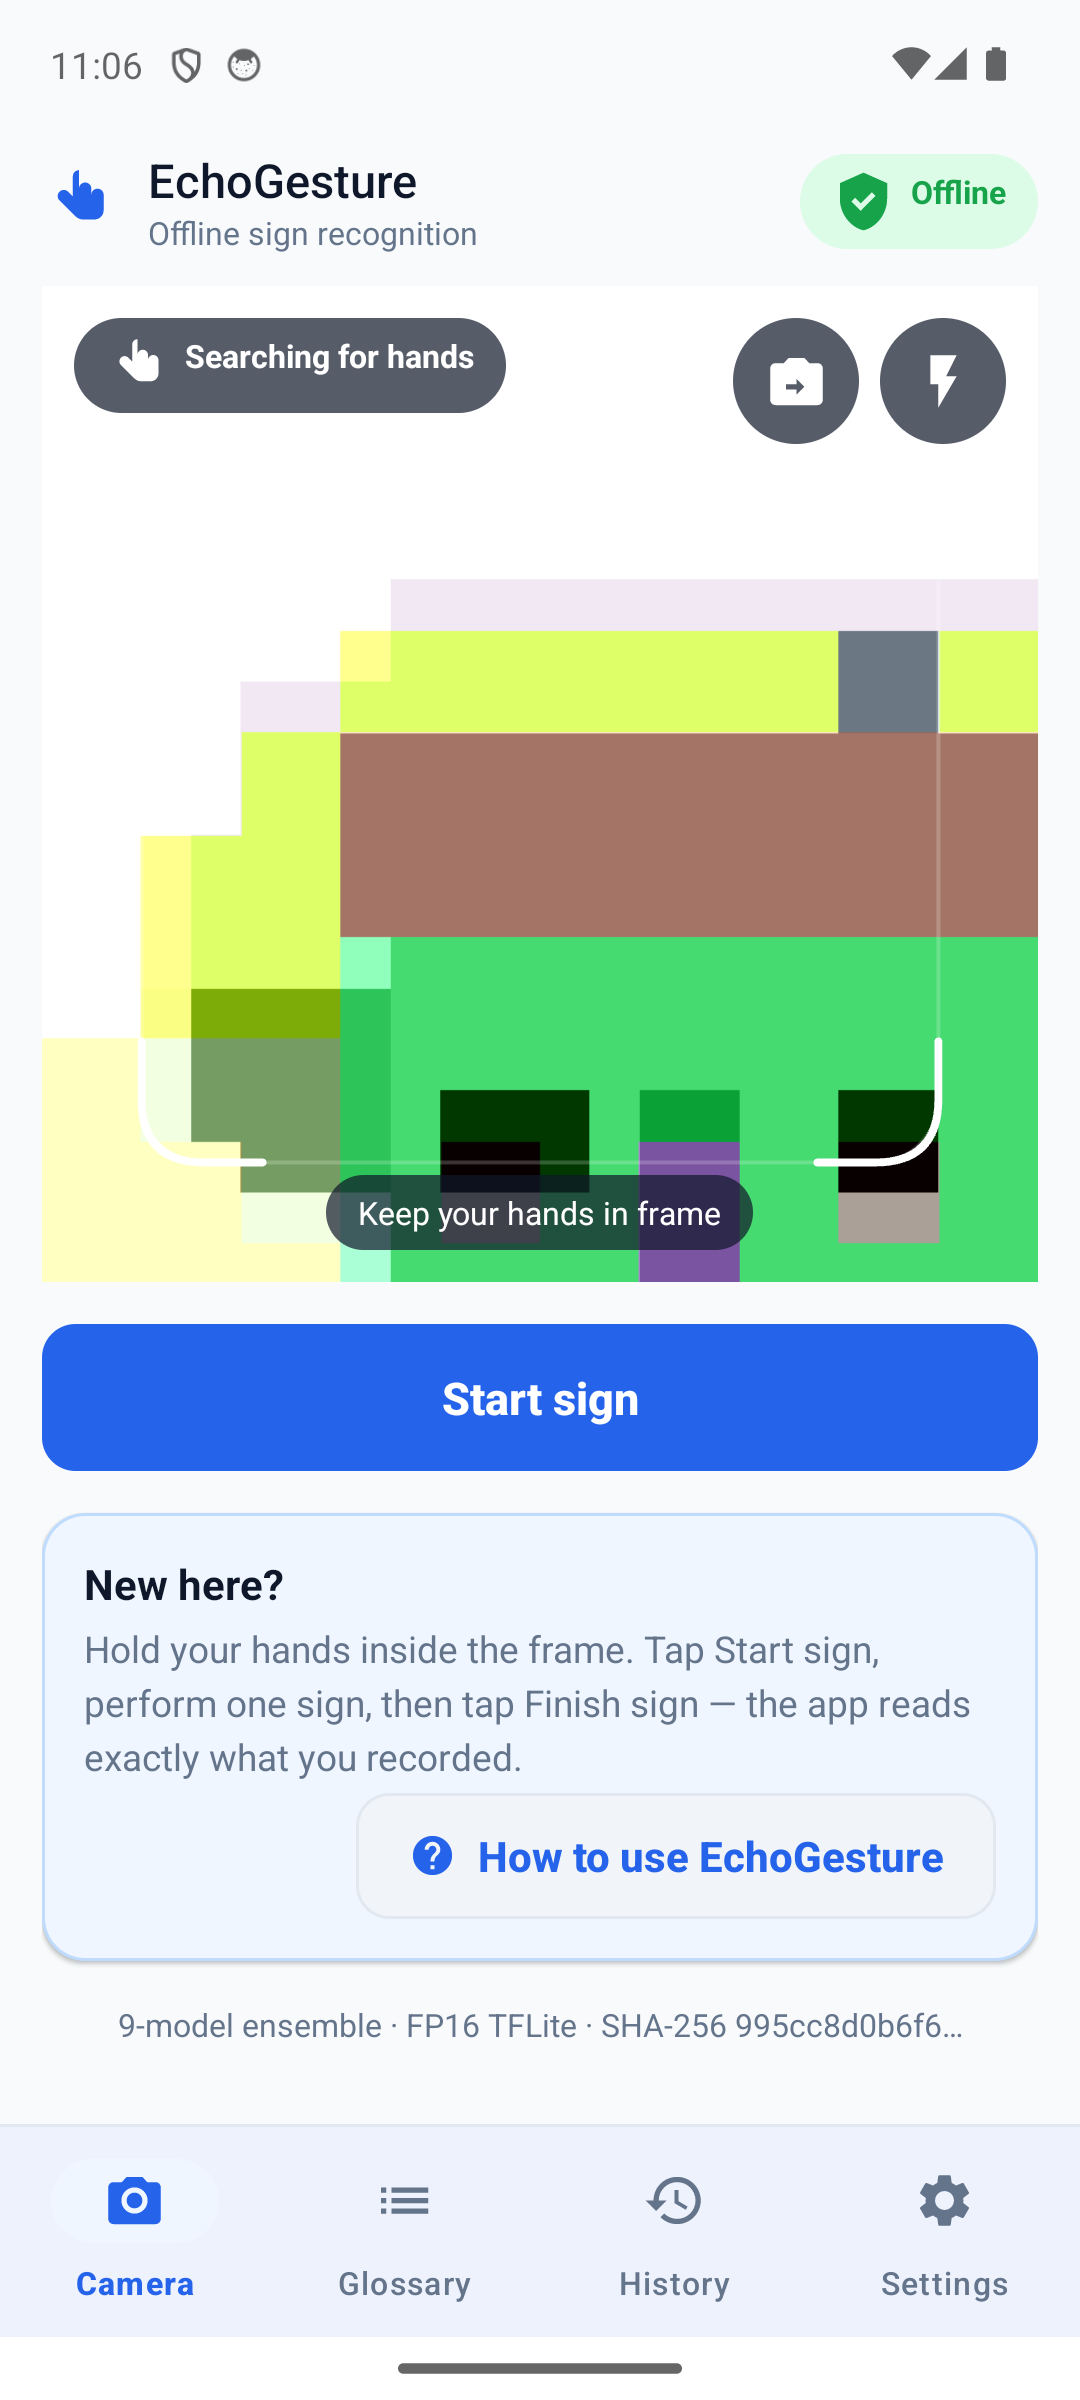 11:06
EchoGesture
Offline sign recognition
Offline
Searching for hands
Keep your hands in frame
Start sign
New here?
Hold your hands inside the frame. Tap Start sign,
perform one sign, then tap Finish sign — the app reads
exactly what you recorded.
How to use EchoGesture
9-model ensemble · FP16 TFLite · SHA-256 995cc8d0b6f6…
Camera
Glossary
History
Settings